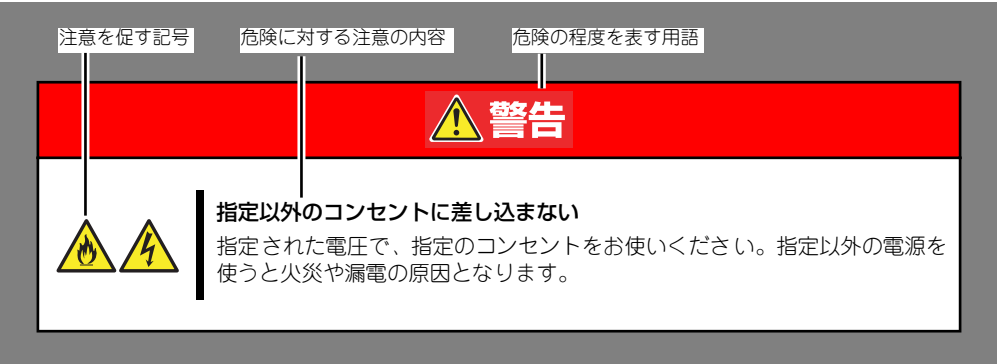 注意を促す記号 危険に対する注意の内容 危険の程度を表す用語
警告
指定以外のコンセントに差し込まない
指定された電圧で、指定のコンセントをお使いください。指定以外の電源を
使うと火災や漏電の原因となります。